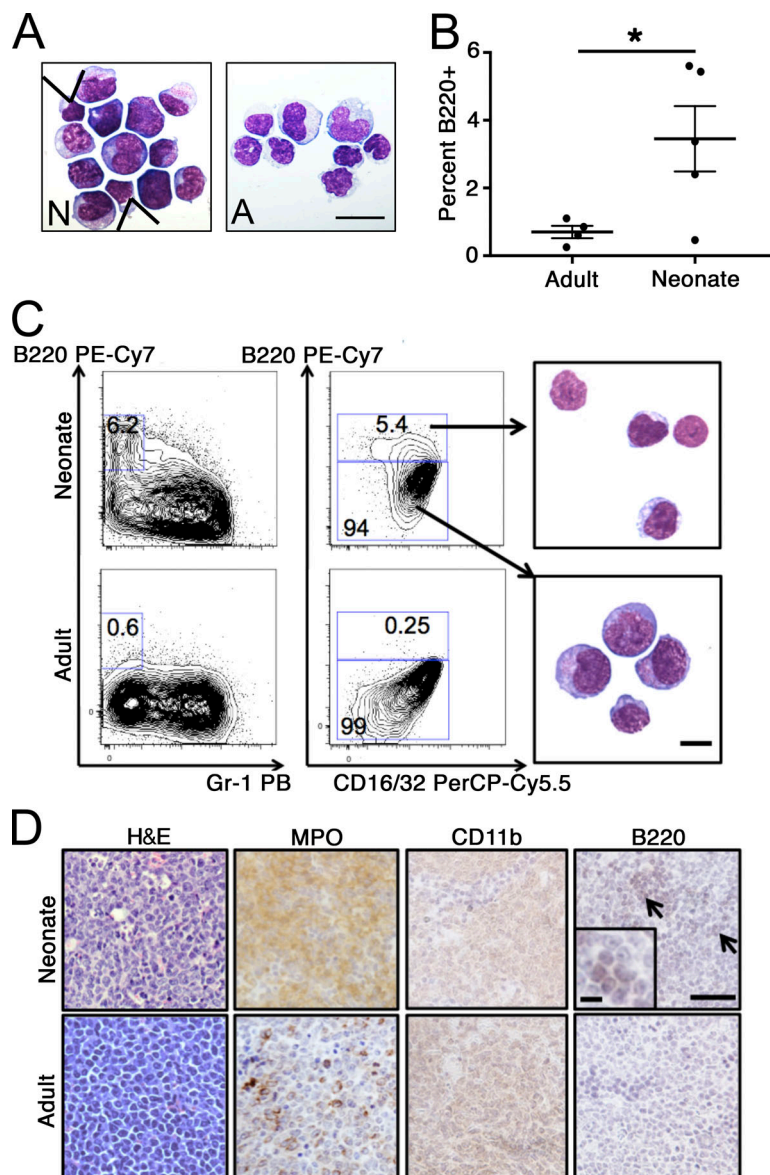 A
N
A
B
*
Percent B220+
6
4
2
0
Adult
Neonate
C
B220 PE-Cy7
B220 PE-Cy7
Neonate
6.2
5.4
94
Adult
0.6
0
0
0.25
99
0
0
Gr-1 PB
CD16/32 PerCP-Cy5.5
D
H&E
MPO
CD11b
B220
Neonate
Adult